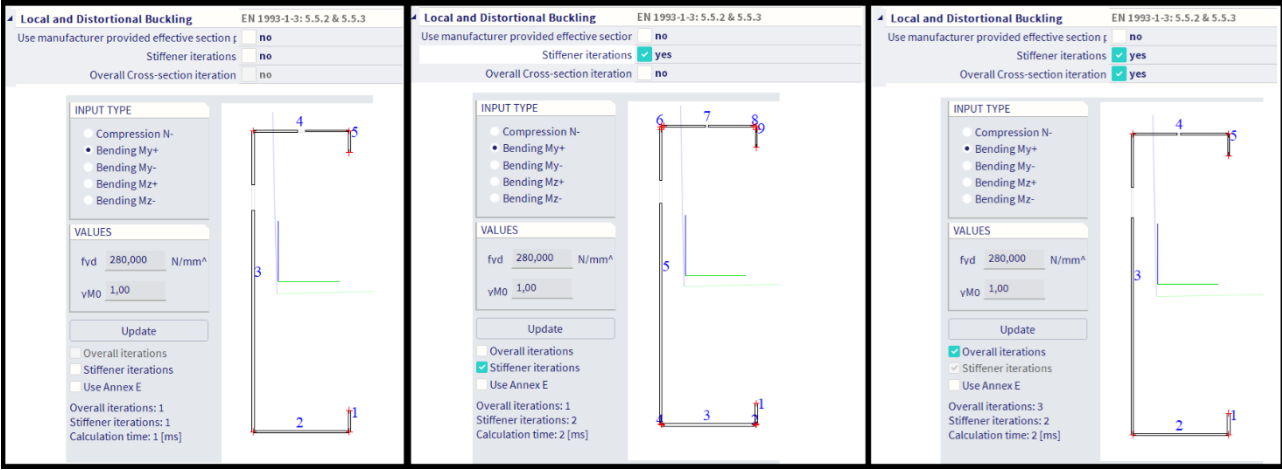 Local and Distortional Buckling EN 1993-1-3: 5.5.2 & 5.5.3
Use manufacturer provided effective section p no
Stiffener iterations no
Overall Cross-section iteration no
INPUT TYPE
Compression N-
Bending My+
Bending My-
Bending Mz+
Bending Mz-
VALUES
fyd 280,000 N/mm^
γM0 1,00
Update
Overall iterations
Stiffener iterations
Use Annex E
Overall iterations: 1
Stiffener iterations: 1
Calculation time: 1 [ms]
4
5
3
1
2
Local and Distortional Buckling EN 1993-1-3: 5.5.2 & 5.5.3
Use manufacturer provided effective section no
Stiffener iterations yes
Overall Cross-section iteration no
INPUT TYPE
Compression N-
Bending My+
Bending My-
Bending Mz+
Bending Mz-
VALUES
fyd 280,000 N/mm^
γM0 1,00
Update
Overall iterations
Stiffener iterations
Use Annex E
Overall iterations: 1
Stiffener iterations: 2
Calculation time: 2 [ms]
6 7 8
9
5
1
4 3 2
Local and Distortional Buckling EN 1993-1-3: 5.5.2 & 5.5.3
Use manufacturer provided effective section p no
Stiffener iterations yes
Overall Cross-section iteration yes
INPUT TYPE
Compression N-
Bending My+
Bending My-
Bending Mz+
Bending Mz-
VALUES
fyd 280,000 N/mm^
γM0 1,00
Update
Overall iterations
Stiffener iterations
Use Annex E
Overall iterations: 3
Stiffener iterations: 2
Calculation time: 2 [ms]
4
5
3
1
2